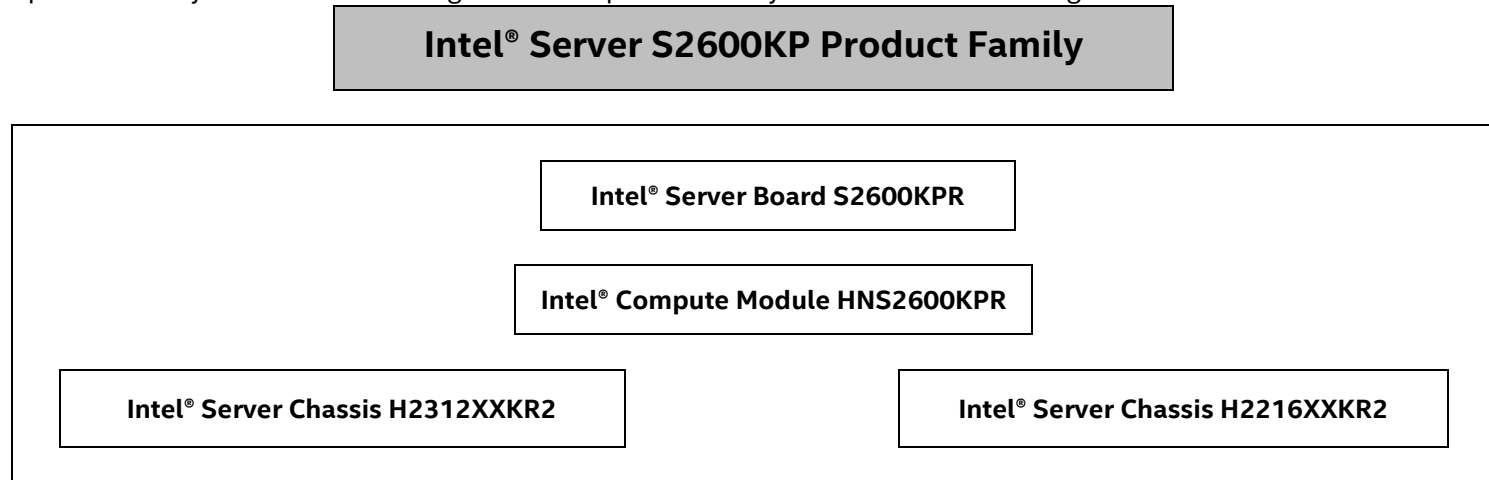 Intel® Server S2600KP Product Family
Intel® Server Board S2600KPR
Intel® Compute Module HNS2600KPR
Intel® Server Chassis H2312XXKR2
Intel® Server Chassis H2216XXKR2